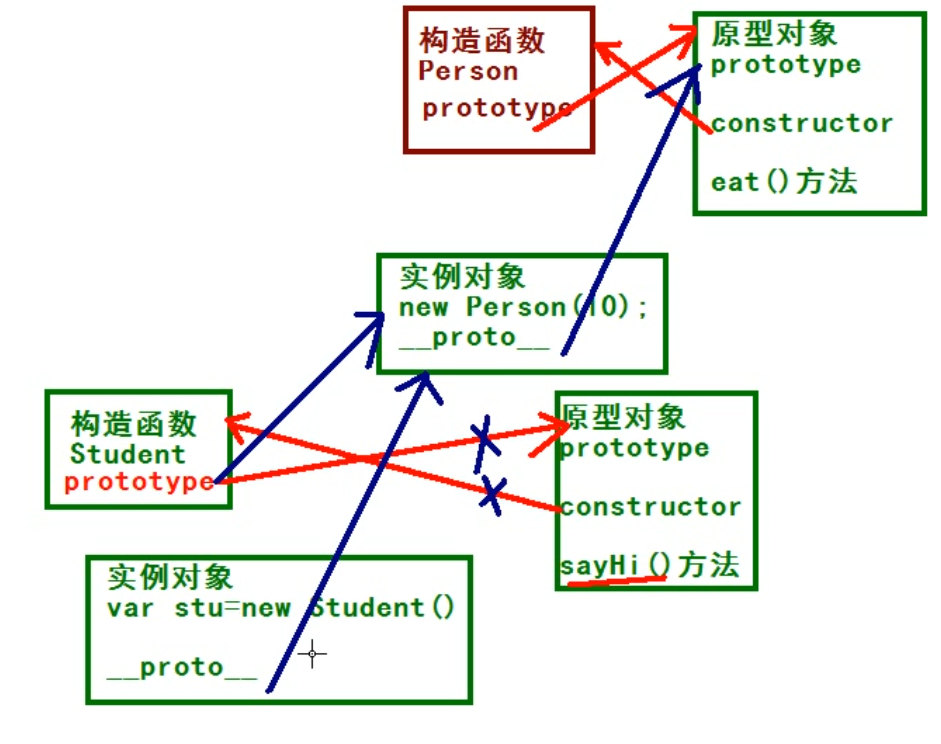 构造函数
Person
prototype
原型对象
prototype
constructor
eat()方法
实例对象
new Person(10);
__proto__
构造函数
Student
prototype
原型对象
prototype
constructor
sayHi()方法
实例对象
var stu=new Student()
__proto__